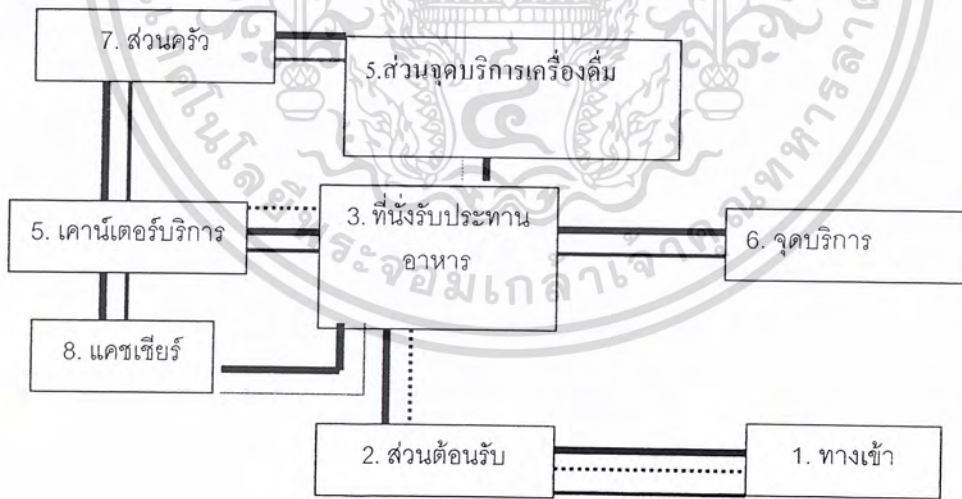 7. ส่วนครัว
5.ส่วนจุดบริการเครื่องดื่ม
5. เคาน์เตอร์บริการ
3. ที่นั่งรับประทาน
อาหาร
6. จุดบริการ
8. แคชเชียร์
2. ส่วนต้อนรับ
1. ทางเข้า